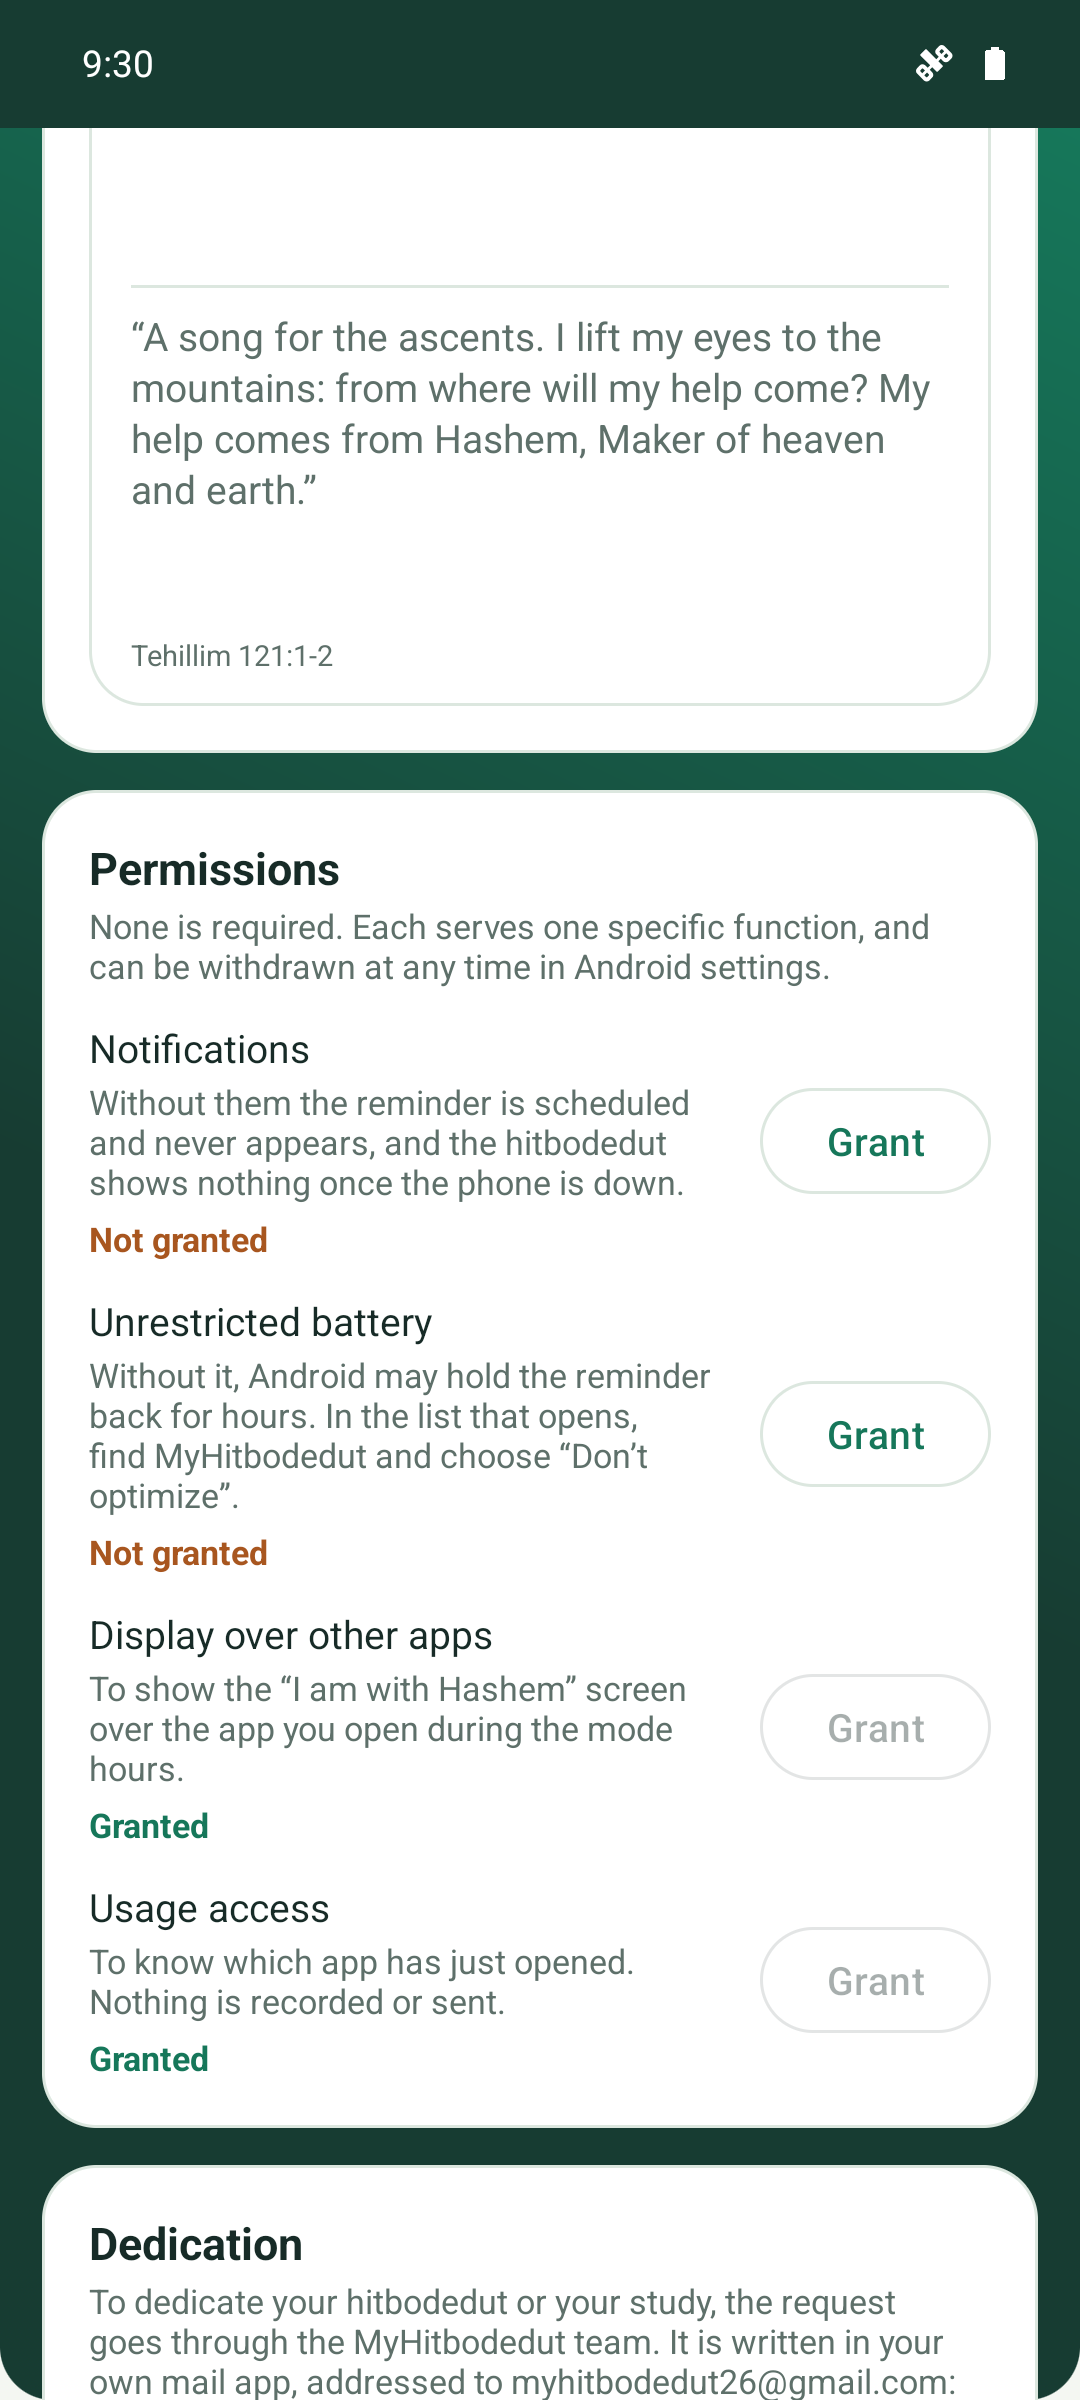 9:30
“A song for the ascents. I lift my eyes to the
mountains: from where will my help come? My
help comes from Hashem, Maker of heaven
and earth.”
Tehillim 121:1-2
Permissions
None is required. Each serves one specific function, and
can be withdrawn at any time in Android settings.
Notifications
Without them the reminder is scheduled
and never appears, and the hitbodedut
shows nothing once the phone is down.
Grant
Not granted
Unrestricted battery
Without it, Android may hold the reminder
back for hours. In the list that opens,
find MyHitbodedut and choose “Don’t
optimize”.
Grant
Not granted
Display over other apps
To show the “I am with Hashem” screen
over the app you open during the mode
hours.
Grant
Granted
Usage access
To know which app has just opened.
Nothing is recorded or sent.
Grant
Granted
Dedication
To dedicate your hitbodedut or your study, the request
goes through the MyHitbodedut team. It is written in your
own mail app, addressed to myhitbodedut26@gmail.com: